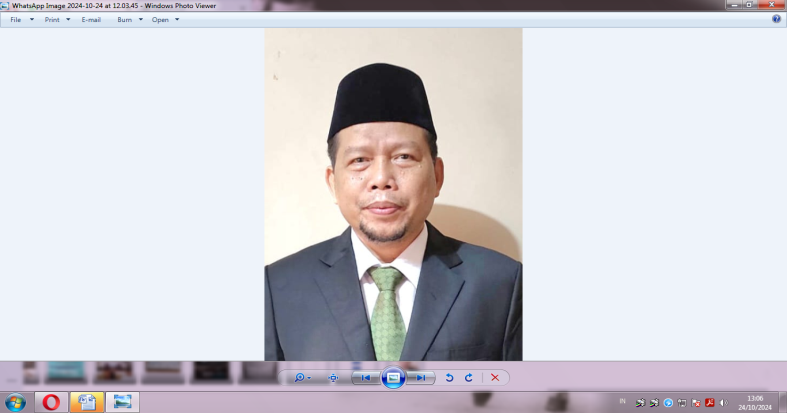 WhatsApp Image 2024-10-24 at 12.03.45 - Windows Photo Viewer
File Print E-mail Burn Open
IN 13:06
24/10/2024